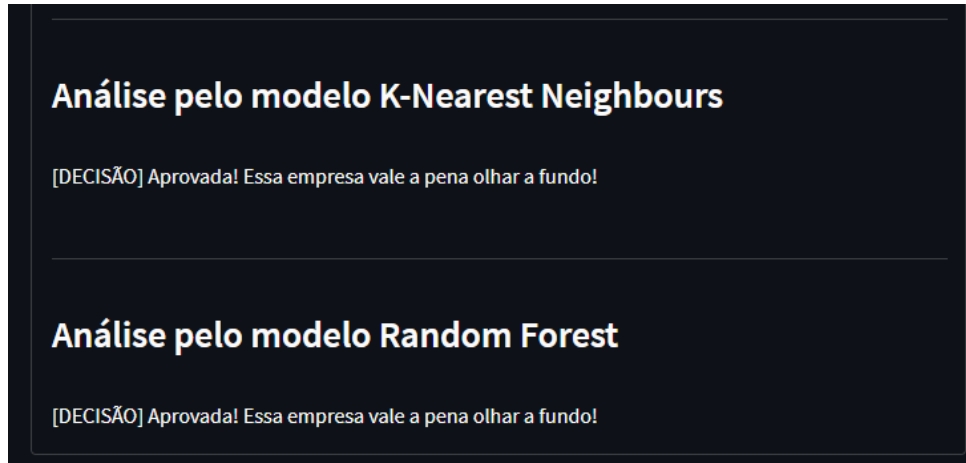 Análise pelo modelo K-Nearest Neighbours
[DECISÃO] Aprovada! Essa empresa vale a pena olhar a fundo!
Análise pelo modelo Random Forest
[DECISÃO] Aprovada! Essa empresa vale a pena olhar a fundo!